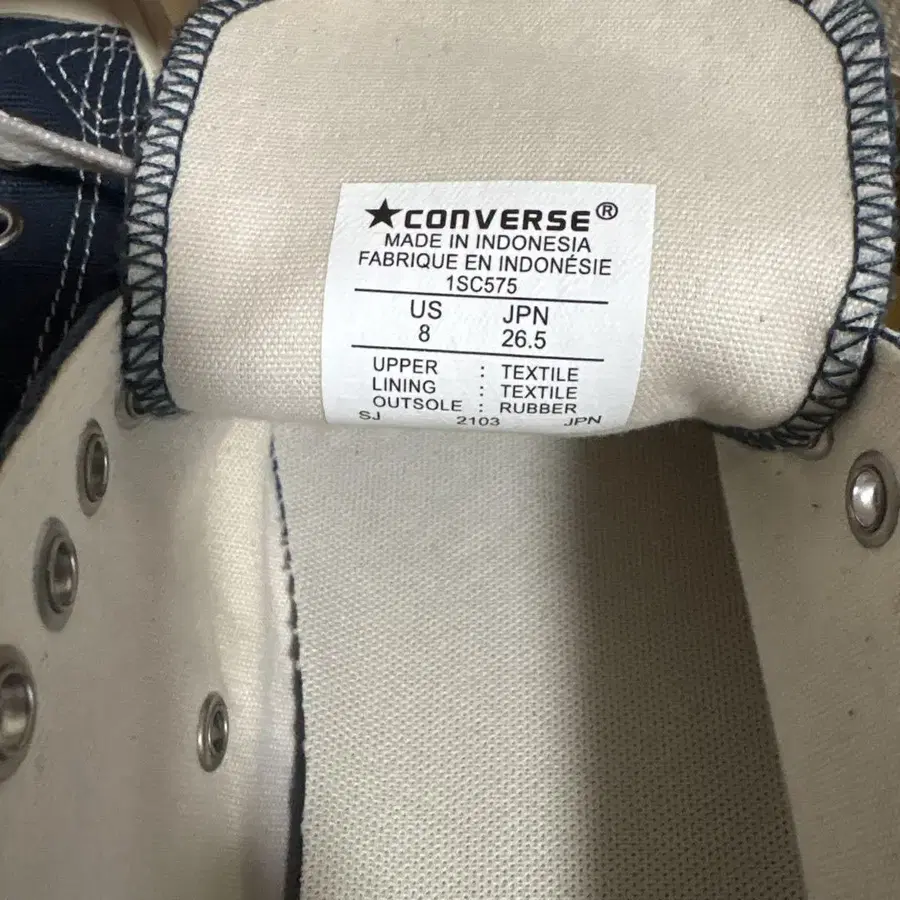 ★CONVERSE®
MADE IN INDONESIA
FABRIQUE EN INDONÉSIE
1SC575
US JPN
8 26.5
UPPER : TEXTILE
LINING : TEXTILE
OUTSOLE : RUBBER
SJ 2103 JPN